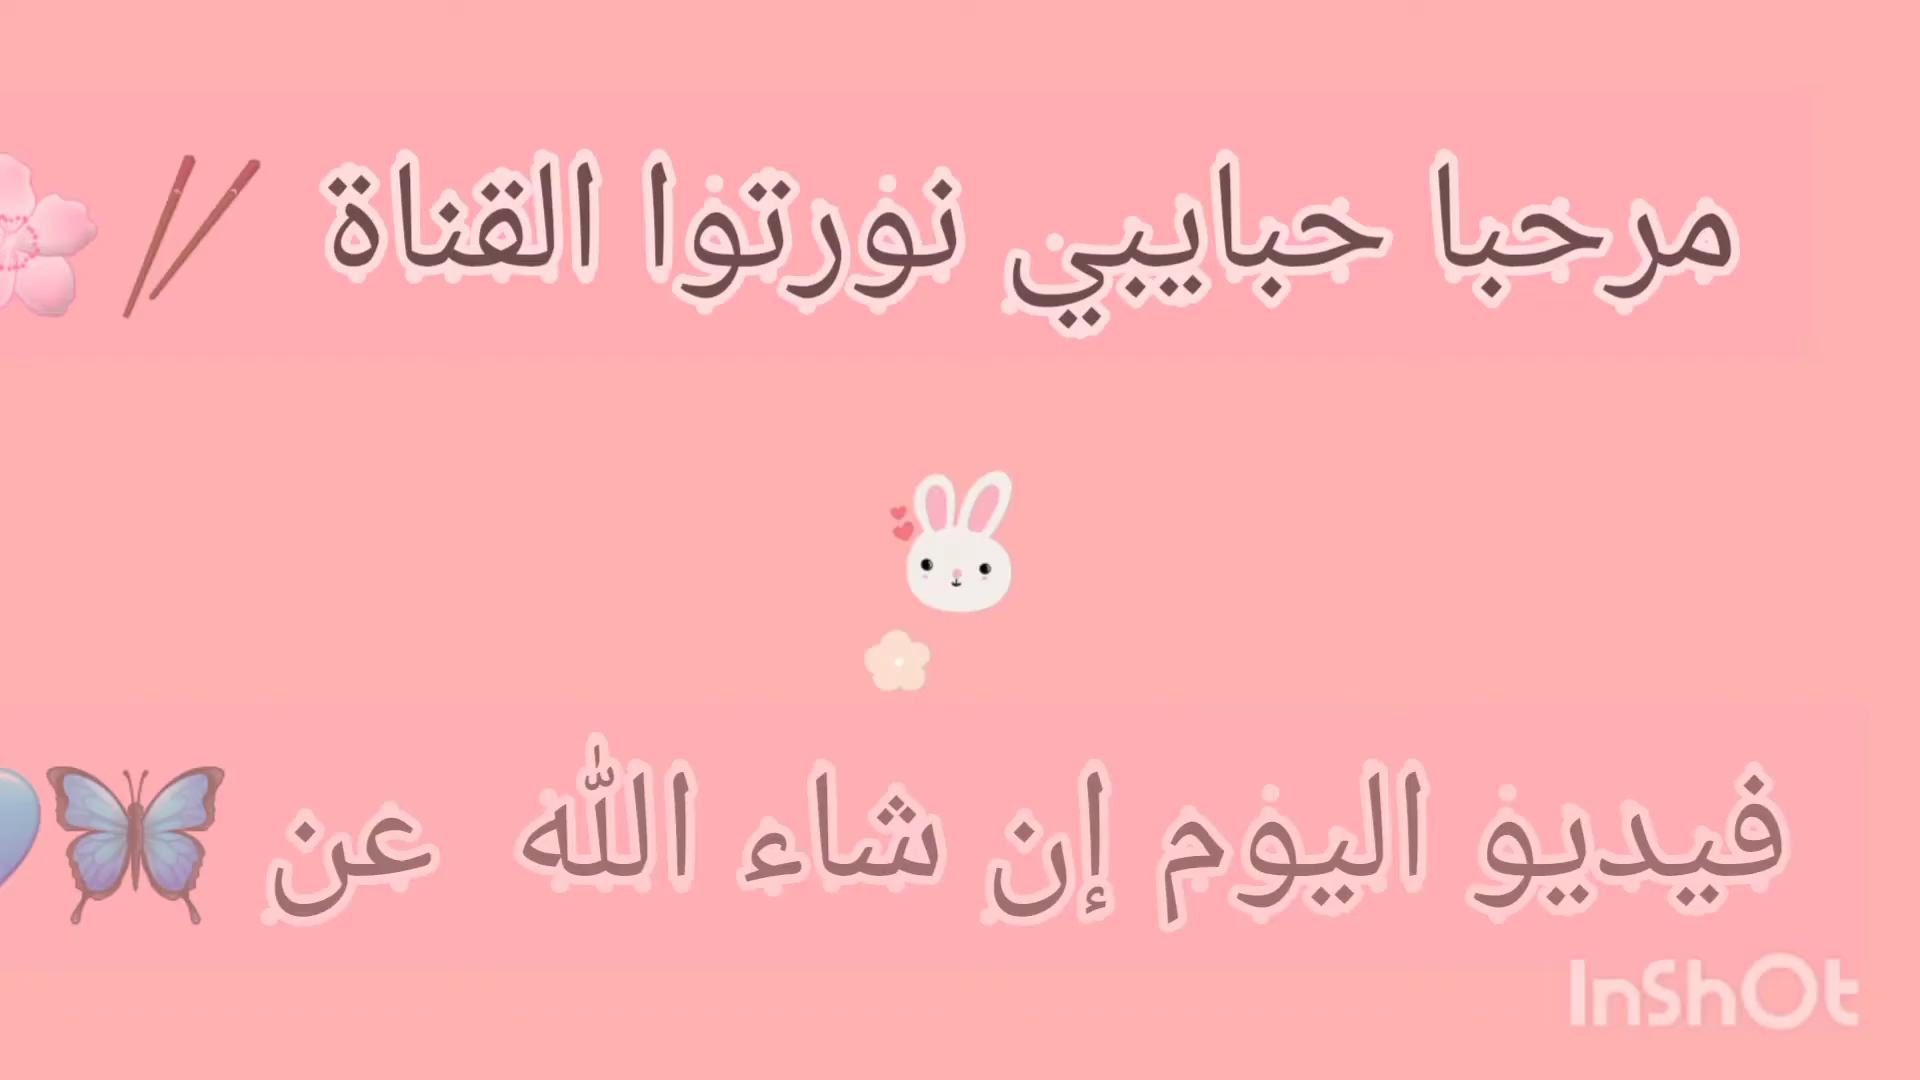 مرحبا حبايبي نورتوا القناة 🥢🌸
فيديو اليوم إن شاء الله عن 🦋💙
InShOt